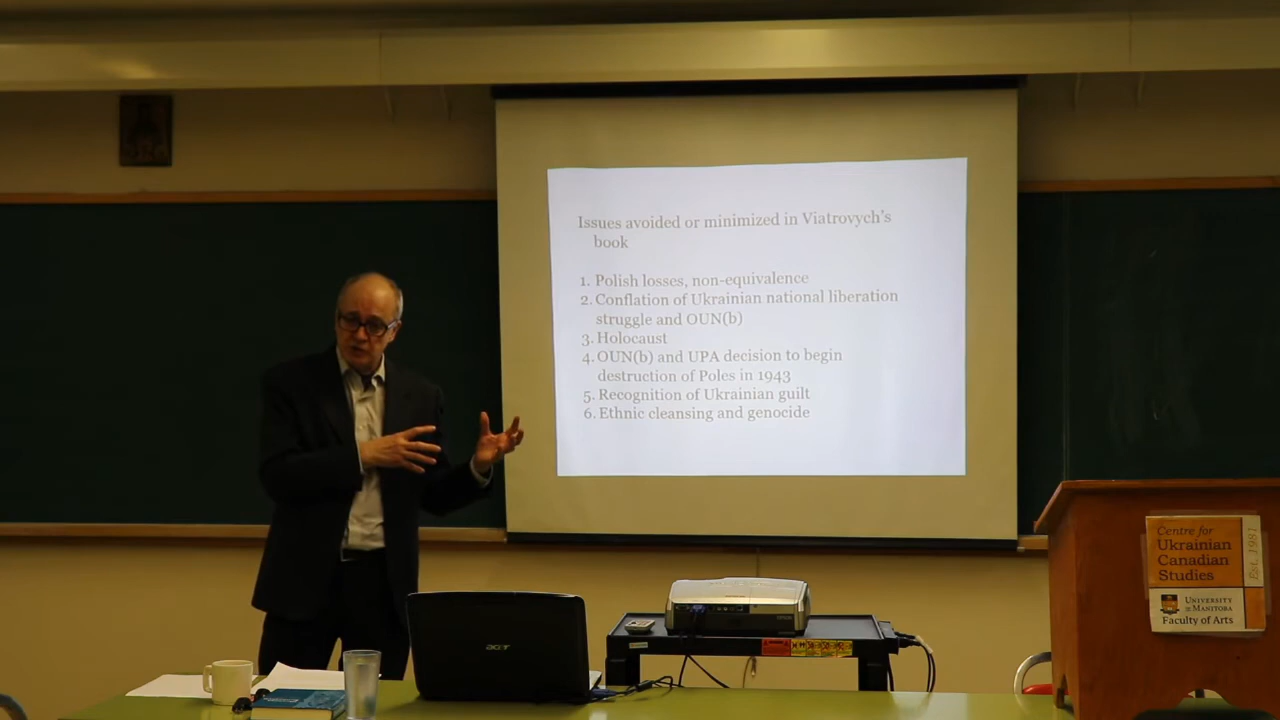 Issues avoided or minimized in Viatrovych's
book
1. Polish losses, non-equivalence
2. Conflation of Ukrainian national liberation
struggle and OUN(b)
3. Holocaust
4. OUN(b) and UPA decision to begin
destruction of Poles in 1943
5. Recognition of Ukrainian guilt
6. Ethnic cleansing and genocide
Centre for
Ukrainian
Canadian
Studies
Est. 1981
UNIVERSITY
OF MANITOBA
Faculty of Arts
acer